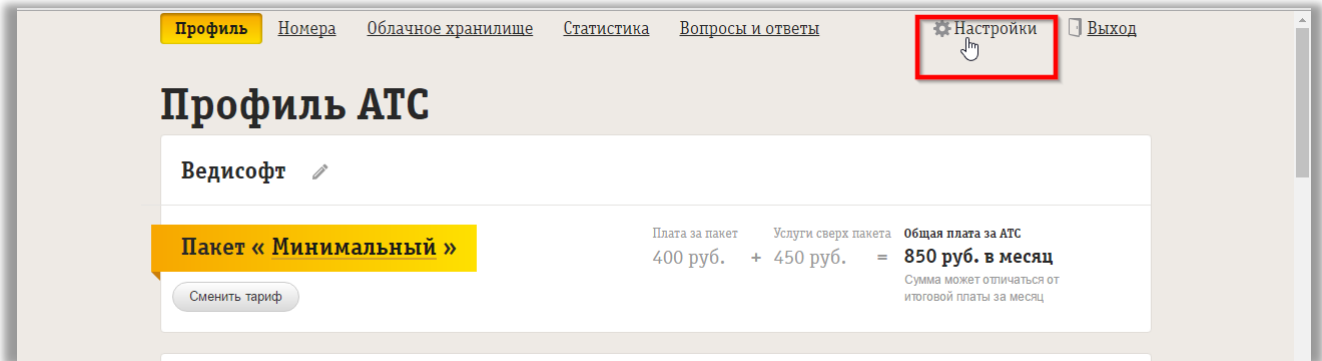 Профиль Номера Облачное хранилище Статистика Вопросы и ответы Настройки Выход
Профиль АТС
Ведисофт
Пакет « Минимальный »
Плата за пакет Услуги сверх пакета Общая плата за АТС
400 руб. + 450 руб. = 850 руб. в месяц
Сумма может отличаться от
итоговой платы за месяц
Сменить тариф